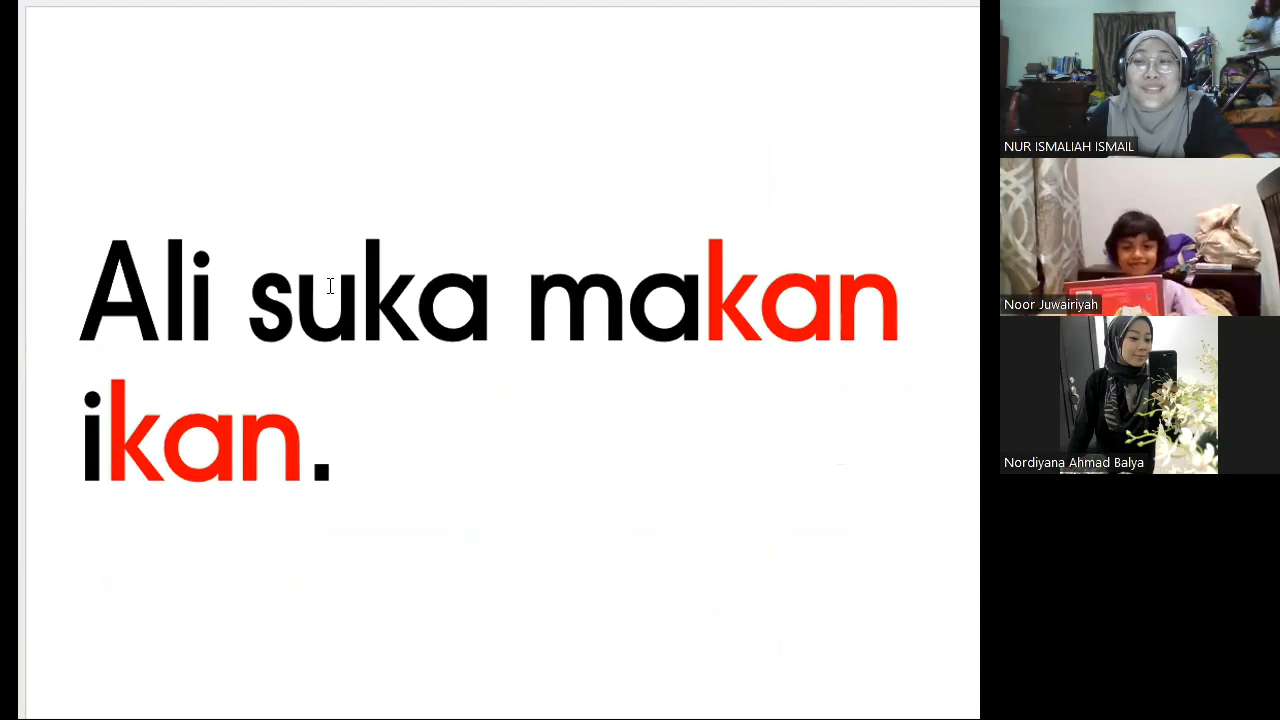 Ali suka makan
ikan.
NUR ISMALIAH ISMAIL
Noor Juwairiyah
Nordiyana Ahmad Balya